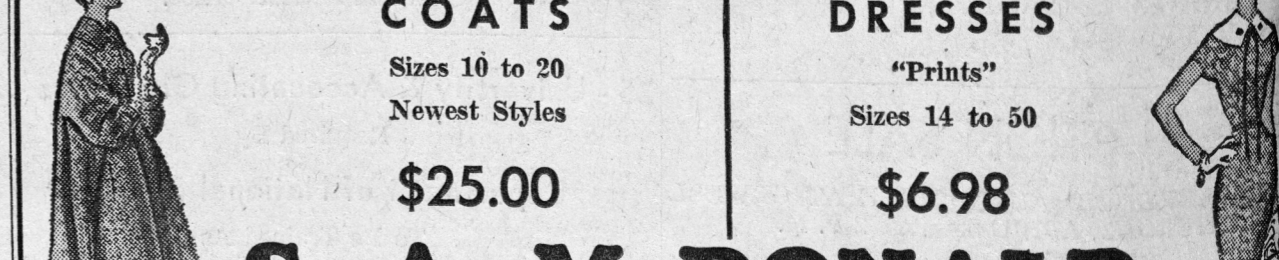 COATS
Sizes 10 to 20
Newest Styles
$25.00
DRESSES
“Prints”
Sizes 14 to 50
$6.98